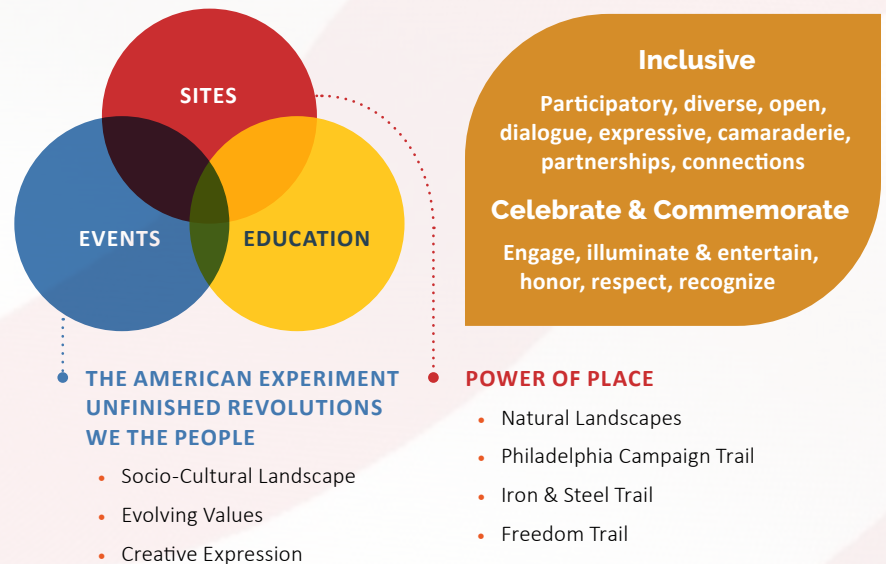 SITES
EVENTS
EDUCATION
Inclusive
Participatory, diverse, open,
dialogue, expressive, camaraderie,
partnerships, connections
Celebrate & Commemorate
Engage, illuminate & entertain,
honor, respect, recognize
THE AMERICAN EXPERIMENT
UNFINISHED REVOLUTIONS
WE THE PEOPLE
• Socio-Cultural Landscape
• Evolving Values
• Creative Expression
POWER OF PLACE
• Natural Landscapes
• Philadelphia Campaign Trail
• Iron & Steel Trail
• Freedom Trail